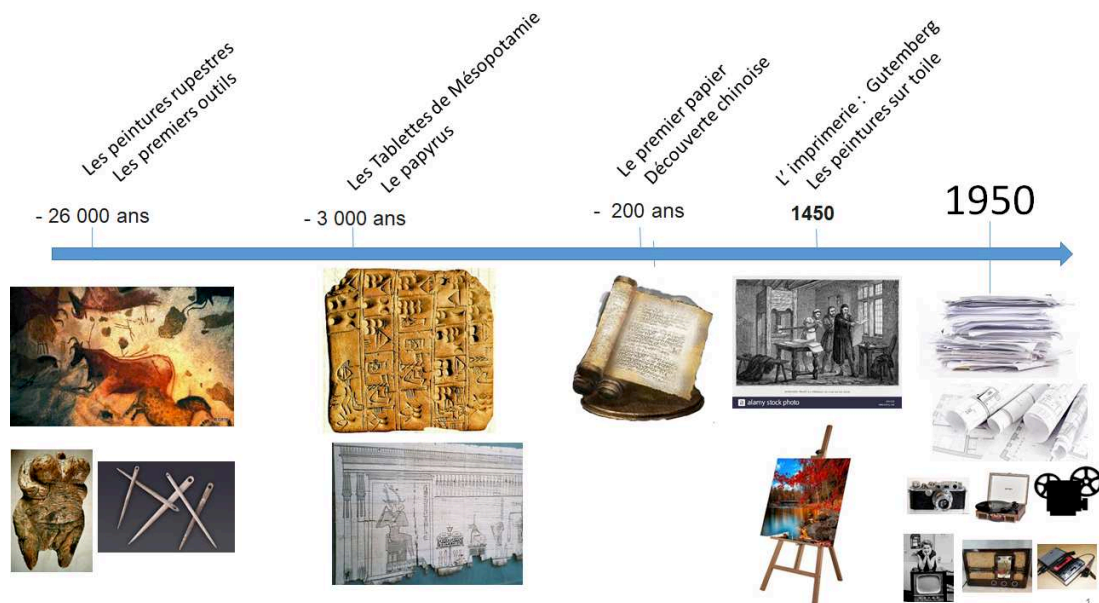 Les peintures rupestres
Les premiers outils
Les Tablettes de Mésopotamie
Le papyrus
Le premier papier
Découverte chinoise
L' imprimerie : Gutemberg
Les peintures sur toile
- 26 000 ans
- 3 000 ans
- 200 ans
1450
1950
alamy stock photo
1